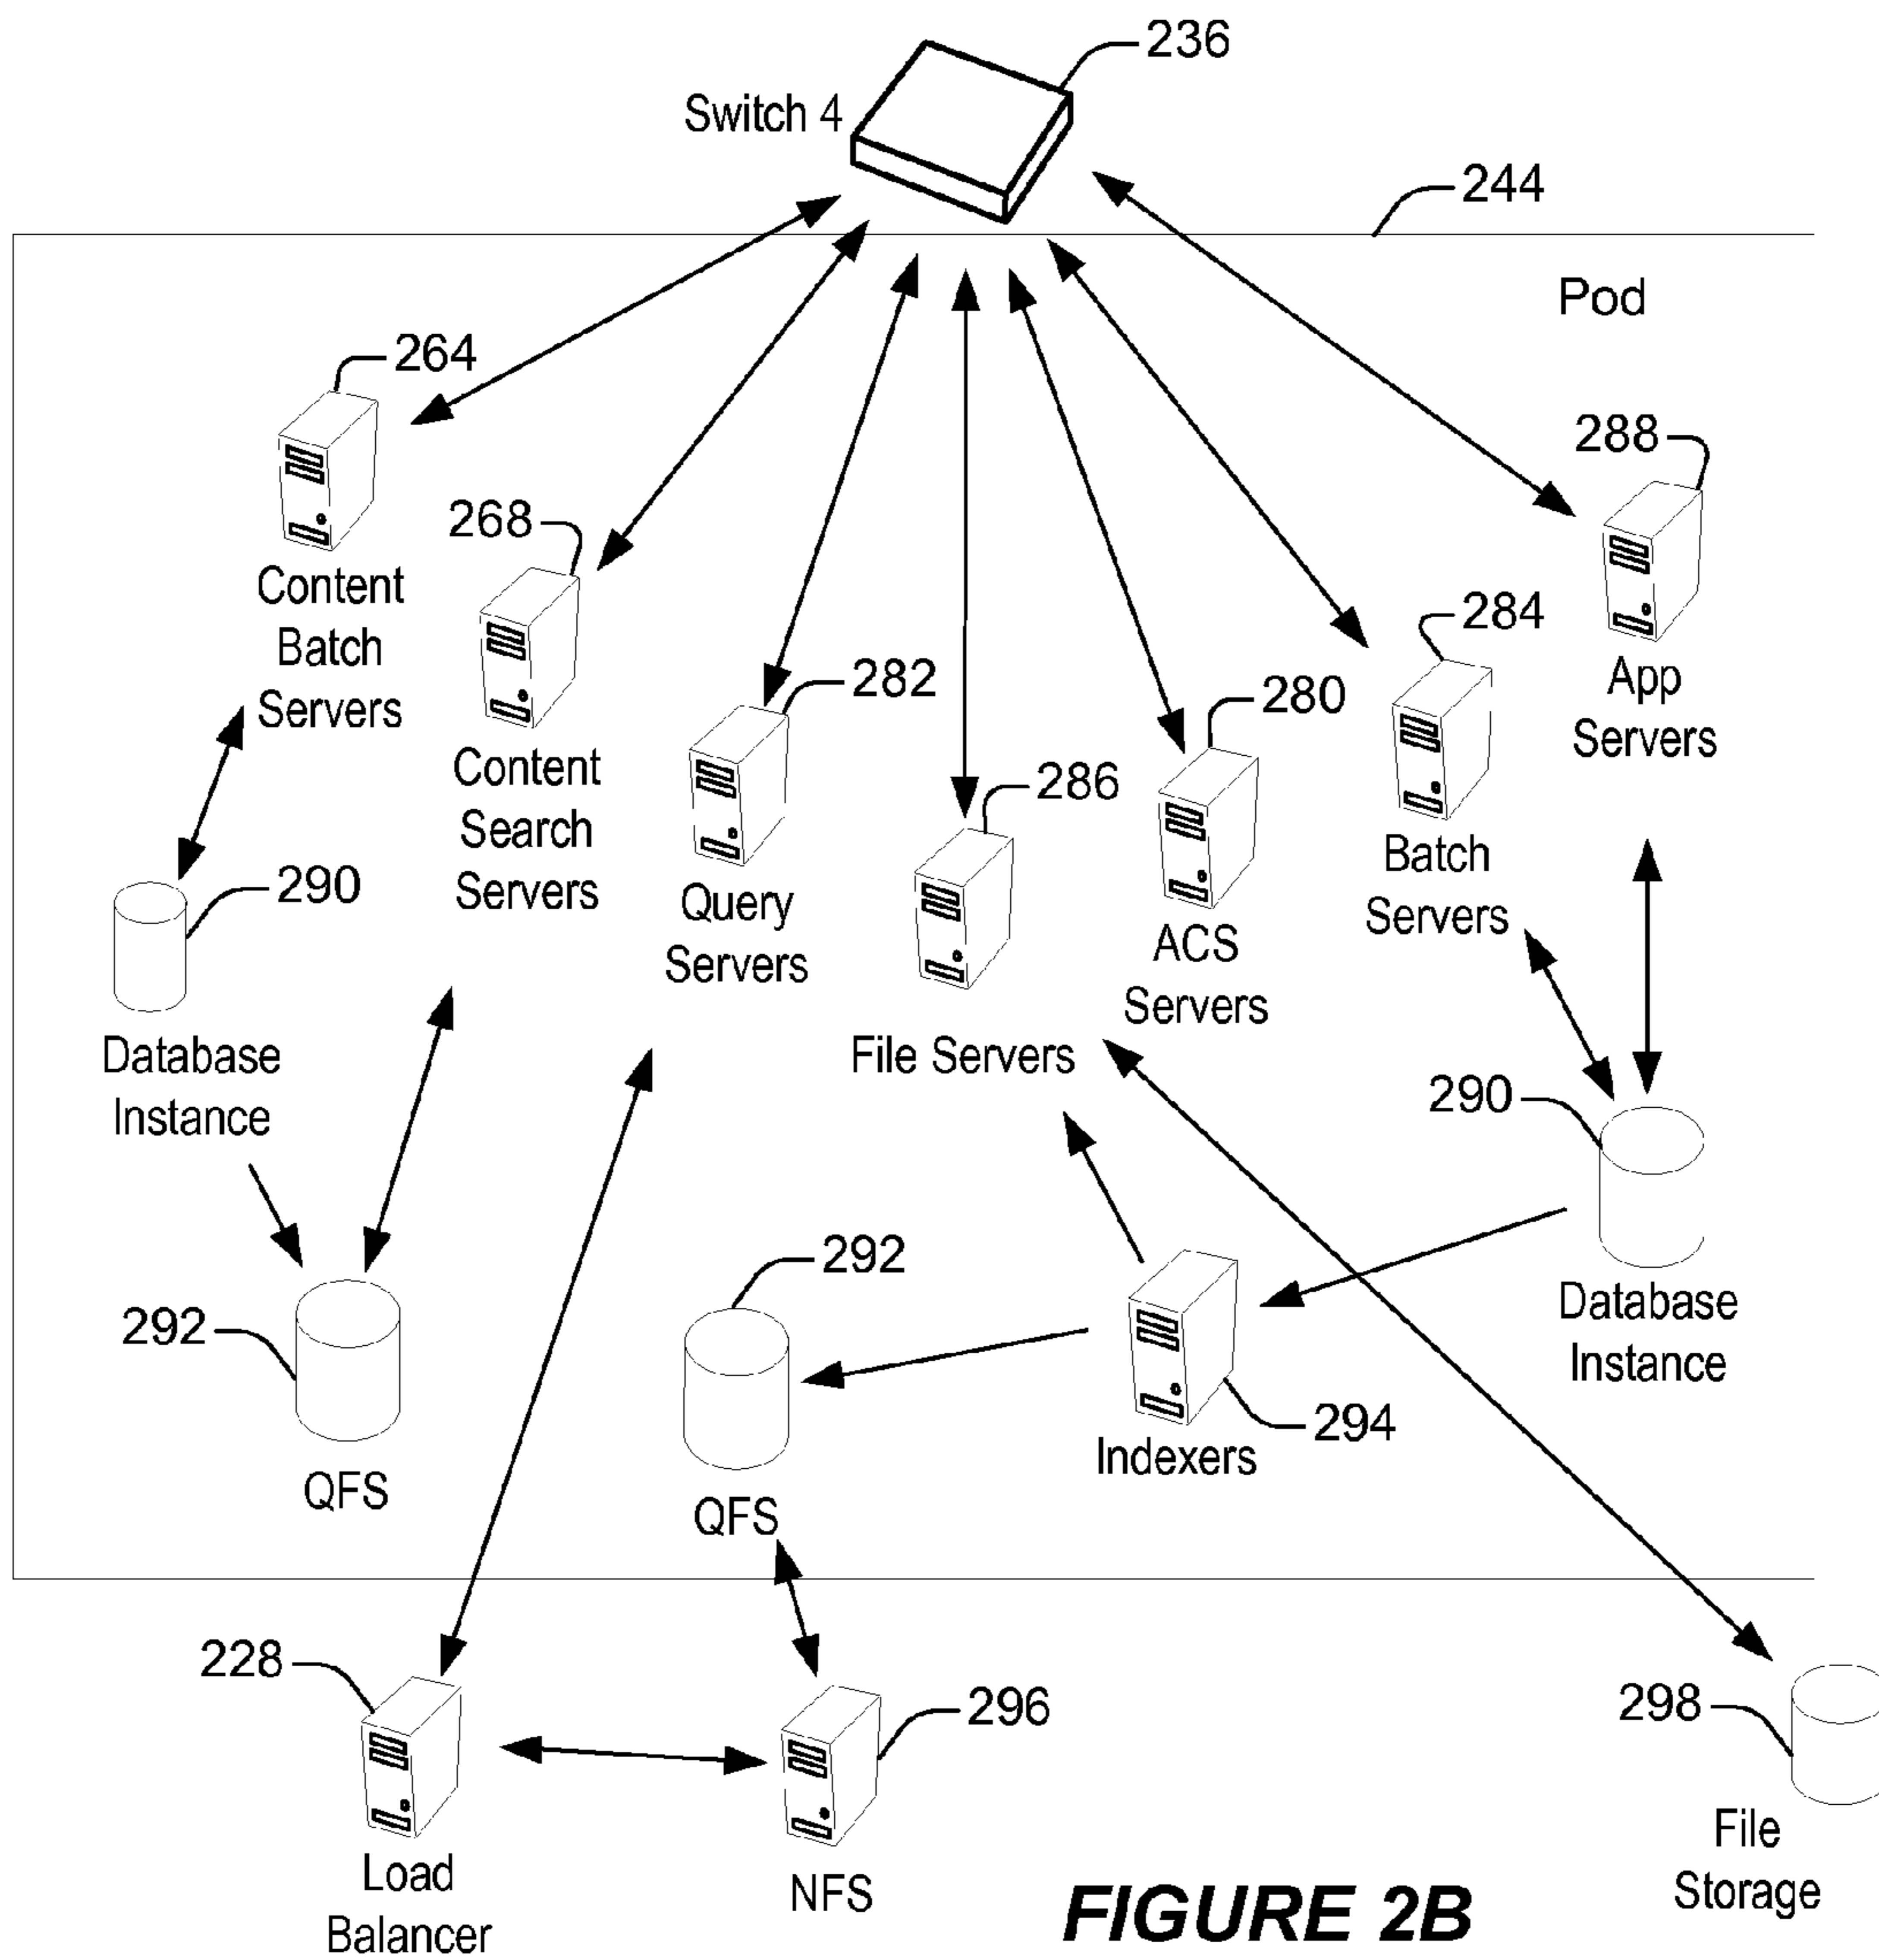 236
Switch 4
244
Pod
264
288
268
Content
Batch
Servers
284
282
280
App
Servers
Content
Search
Servers
286
290
Batch
Servers
Query
Servers
ACS
Servers
Database
Instance
File Servers
290
292
292
Database
Instance
294
Indexers
QFS
QFS
228
296
298
Load
Balancer
NFS
File
Storage
FIGURE 2B